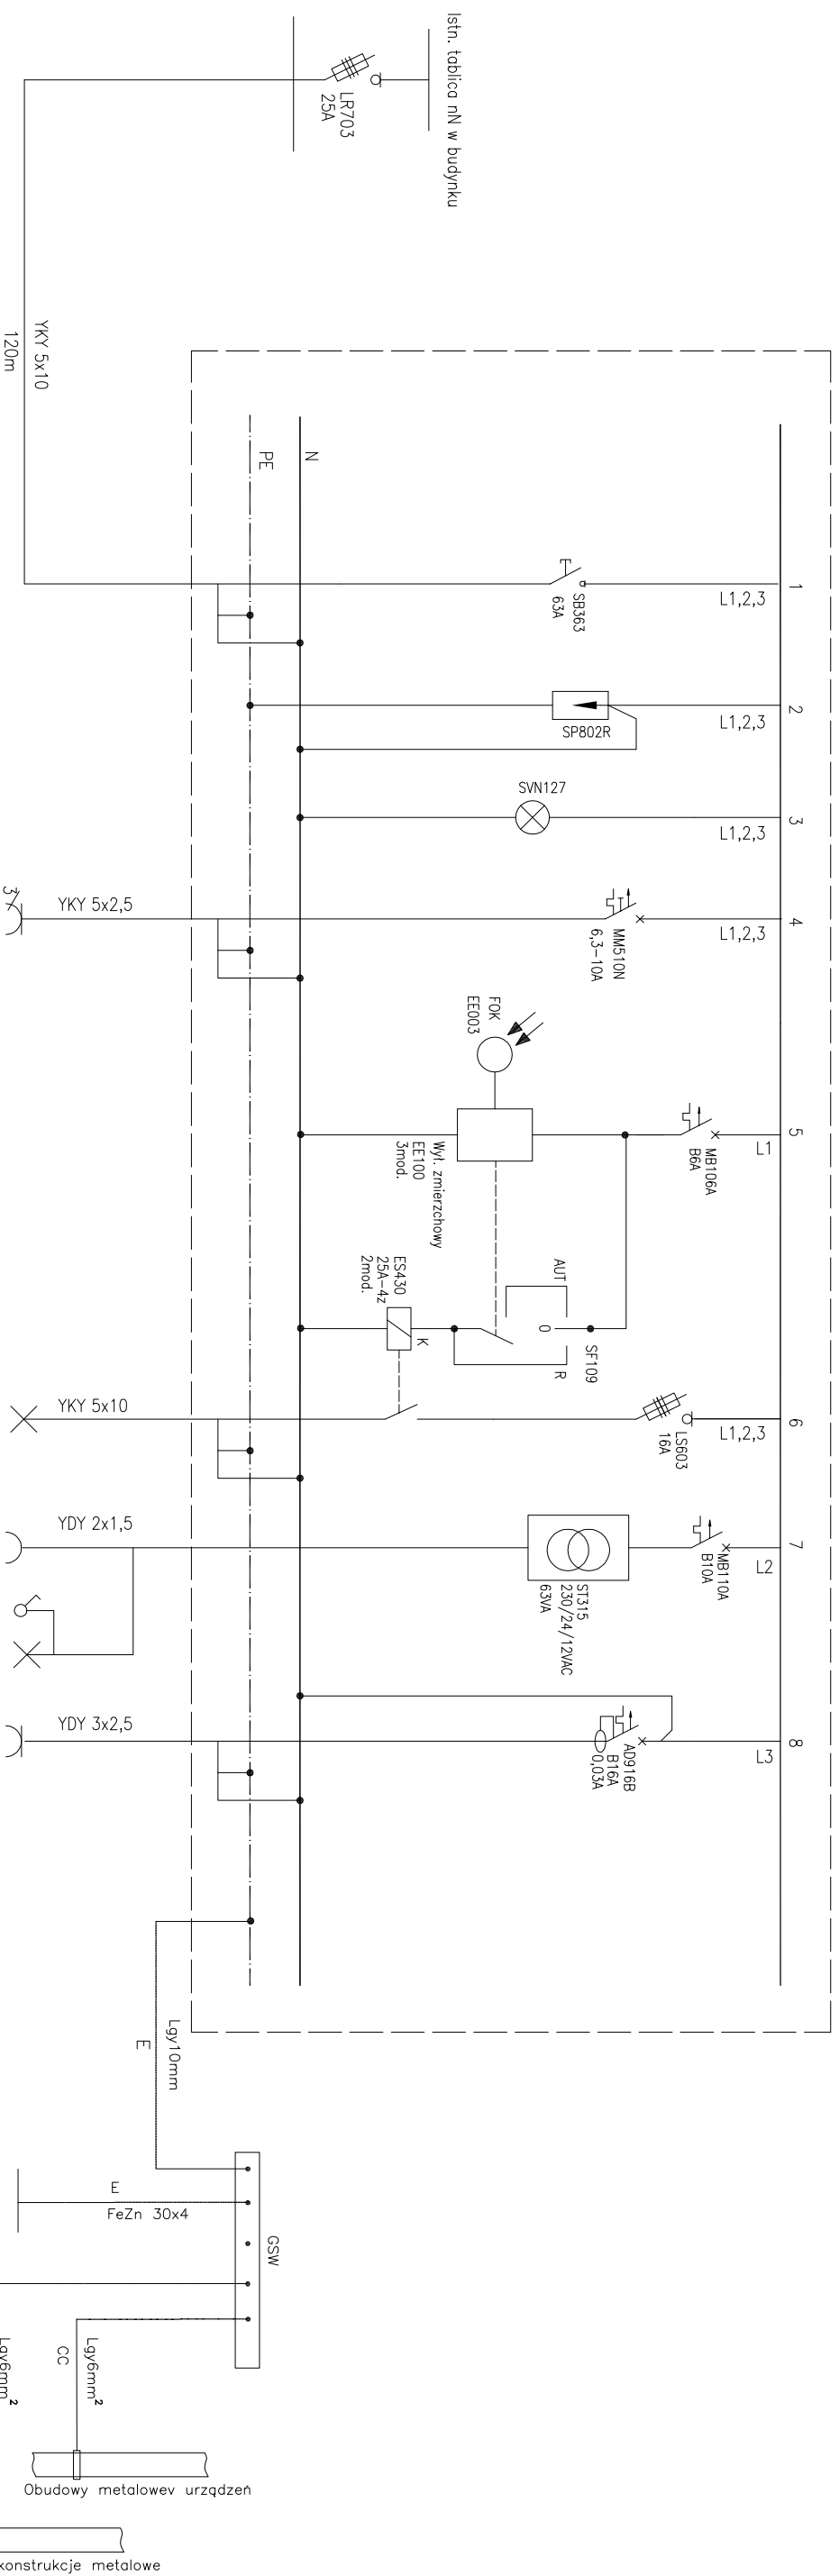 Istn. tablica nN w budynku
LR703
25A
YKY 5x10
120m
N
PE
1
L1,2,3
SB363
63A
2
L1,2,3
SP802R
3
L1,2,3
SVN127
4
L1,2,3
MM510N
6,3-10A
YKY 5x2,5
3
5
L1
MB106A
B6A
FOK
EE003
Wył. zmierzchowy
EE100
3mod.
AUT
0
R
SF109
ES430
25A-4z
2mod.
K
6
L1,2,3
LS603
16A
YKY 5x10
7
L2
MB110A
B10A
ST315
230/24/12VAC
63VA
YDY 2x1,5
8
L3
AD916B
B16A
0,03A
YDY 3x2,5
Lgy10mm
E
E
FeZn 30x4
GSW
Lgy6mm²
CC
Lgy6mm²
Obudowy metalowev urządzeń
konstrukcje metalowe